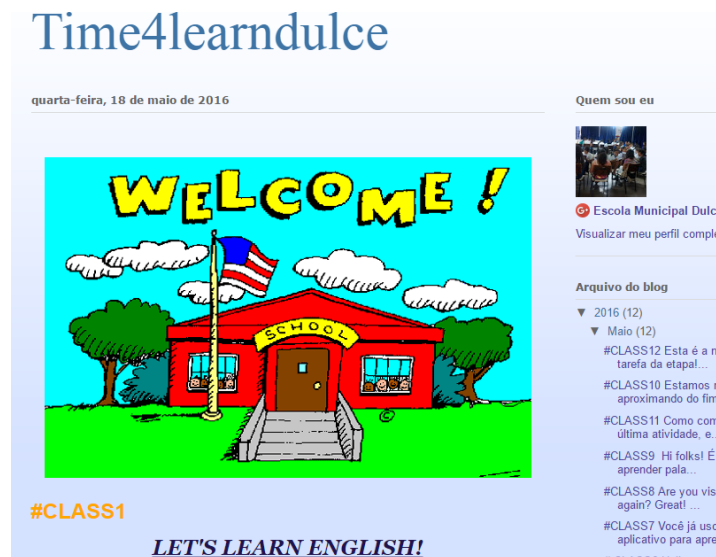 Time4learndulce
quarta-feira, 18 de maio de 2016
WELCOME!
SCHOOL
©
#CLASS1
LET'S LEARN ENGLISH!
Quem sou eu
G+ Escola Municipal Dulc
Visualizar meu perfil comple
Arquivo do blog
▼ 2016 (12)
▼ Maio (12)
#CLASS12 Esta é a
tarefa da etapa!...
#CLASS10 Estamos
aproximando do fim
#CLASS11 Como com
última atividade, e..
#CLASS9 Hi folks! É
aprender pala...
#CLASS8 Are you vis
again? Great! ...
#CLASS7 Você já usc
aplicativo para apre